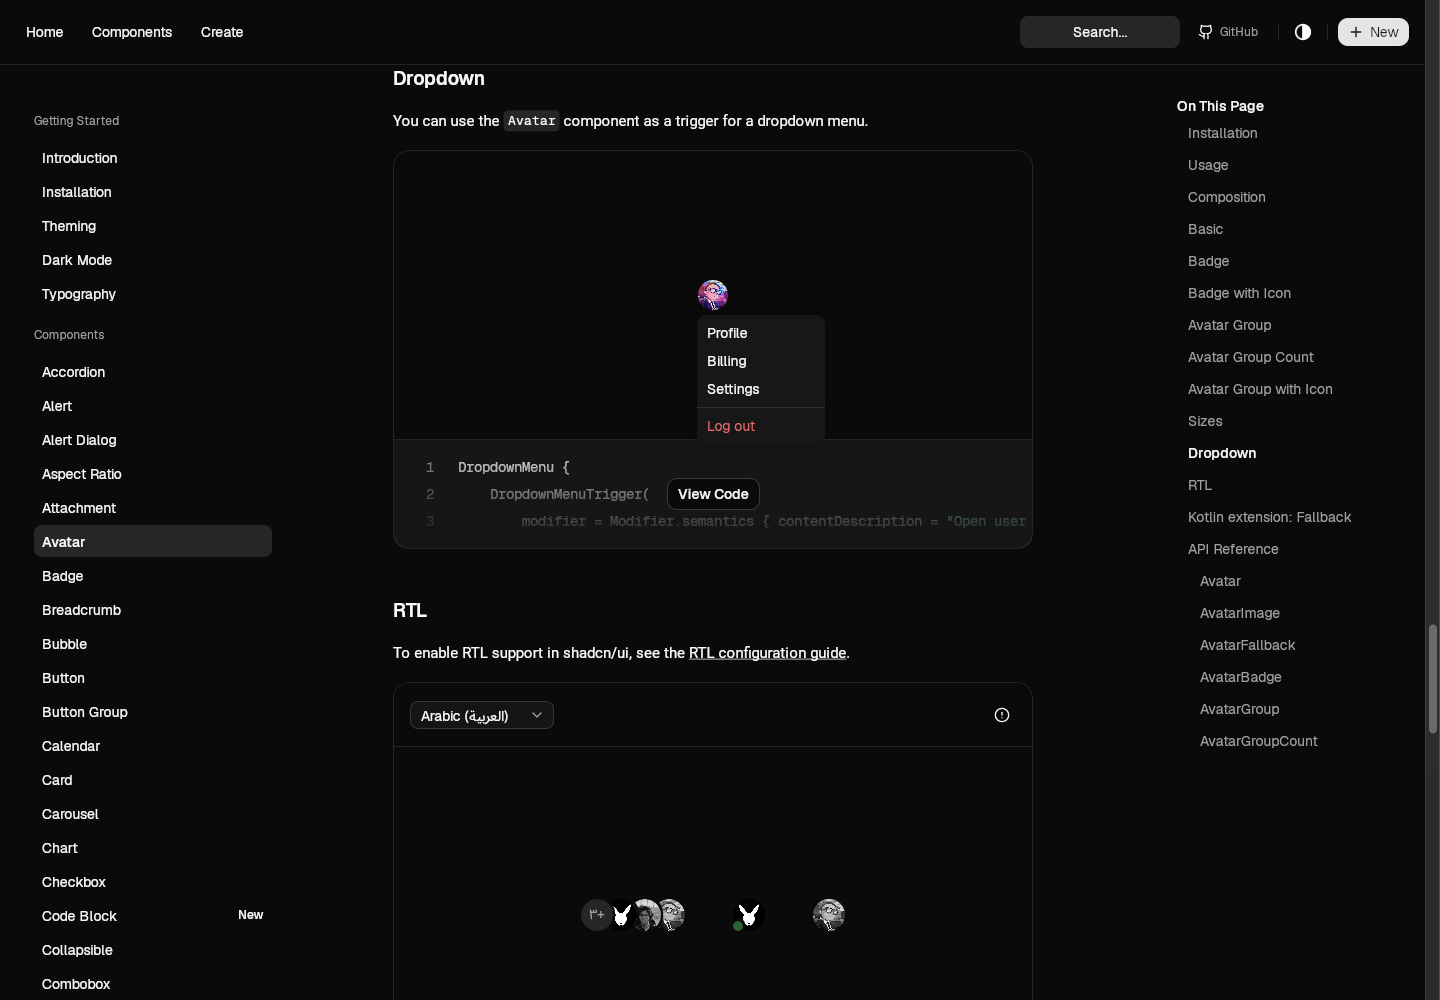 Home
Components
Create
Search...
GitHub
New
Getting Started
Introduction
Installation
Theming
Dark Mode
Typography
Components
Accordion
Alert
Alert Dialog
Aspect Ratio
Attachment
Avatar
Badge
Breadcrumb
Bubble
Button
Button Group
Calendar
Card
Carousel
Chart
Checkbox
Code Block New
Collapsible
Combobox
Dropdown
You can use the Avatar component as a trigger for a dropdown menu.
Profile
Billing
Settings
Log out
1 DropdownMenu {
2 DropdownMenuTrigger(
View Code
3 modifier = Modifier.semantics { contentDescription = "Open user
RTL
To enable RTL support in shadcn/ui, see the RTL configuration guide.
Arabic (العربية)
+٣
On This Page
Installation
Usage
Composition
Basic
Badge
Badge with Icon
Avatar Group
Avatar Group Count
Avatar Group with Icon
Sizes
Dropdown
RTL
Kotlin extension: Fallback
API Reference
Avatar
AvatarImage
AvatarFallback
AvatarBadge
AvatarGroup
AvatarGroupCount